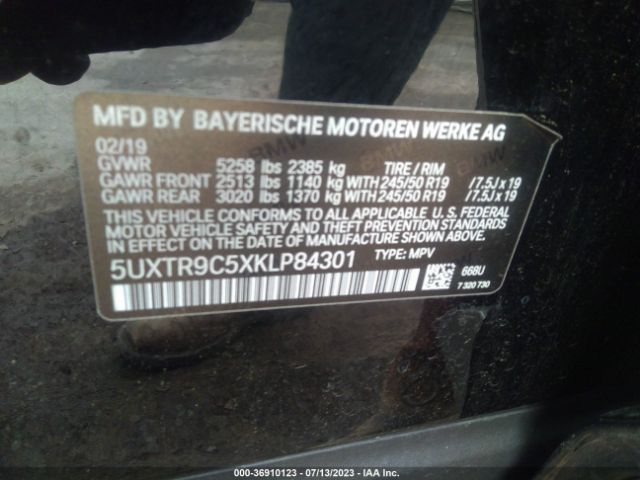 MFD BY BAYERISCHE MOTOREN WERKE AG
02/19
GVWR 5258 lbs 2385 kg TIRE / RIM
GAWR FRONT 2513 lbs 1140 kg WITH 245/50 R19 /7.5J x 19
GAWR REAR 3020 lbs 1370 kg WITH 245/50 R19 /7.5J x 19
THIS VEHICLE CONFORMS TO ALL APPLICABLE U. S. FEDERAL
MOTOR VEHICLE SAFETY, BUMPER, AND THEFT PREVENTION
STANDARDS IN EFFECT ON THE DATE OF MANUFACTURE SHOWN ABOVE.
5UXTR9C5XKLP84301 TYPE: MPV
668U
7 320 730
000-36910123 - 07/13/2023 - IAA Inc.